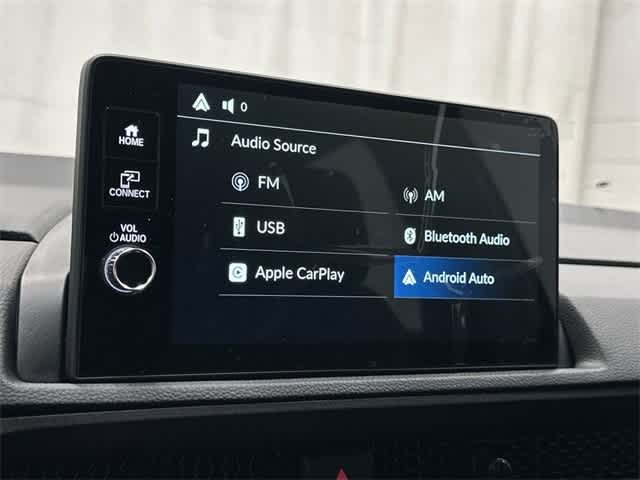 0
HOME
Audio Source
CONNECT
FM
AM
VOL
AUDIO
USB
Bluetooth Audio
Apple CarPlay
Android Auto